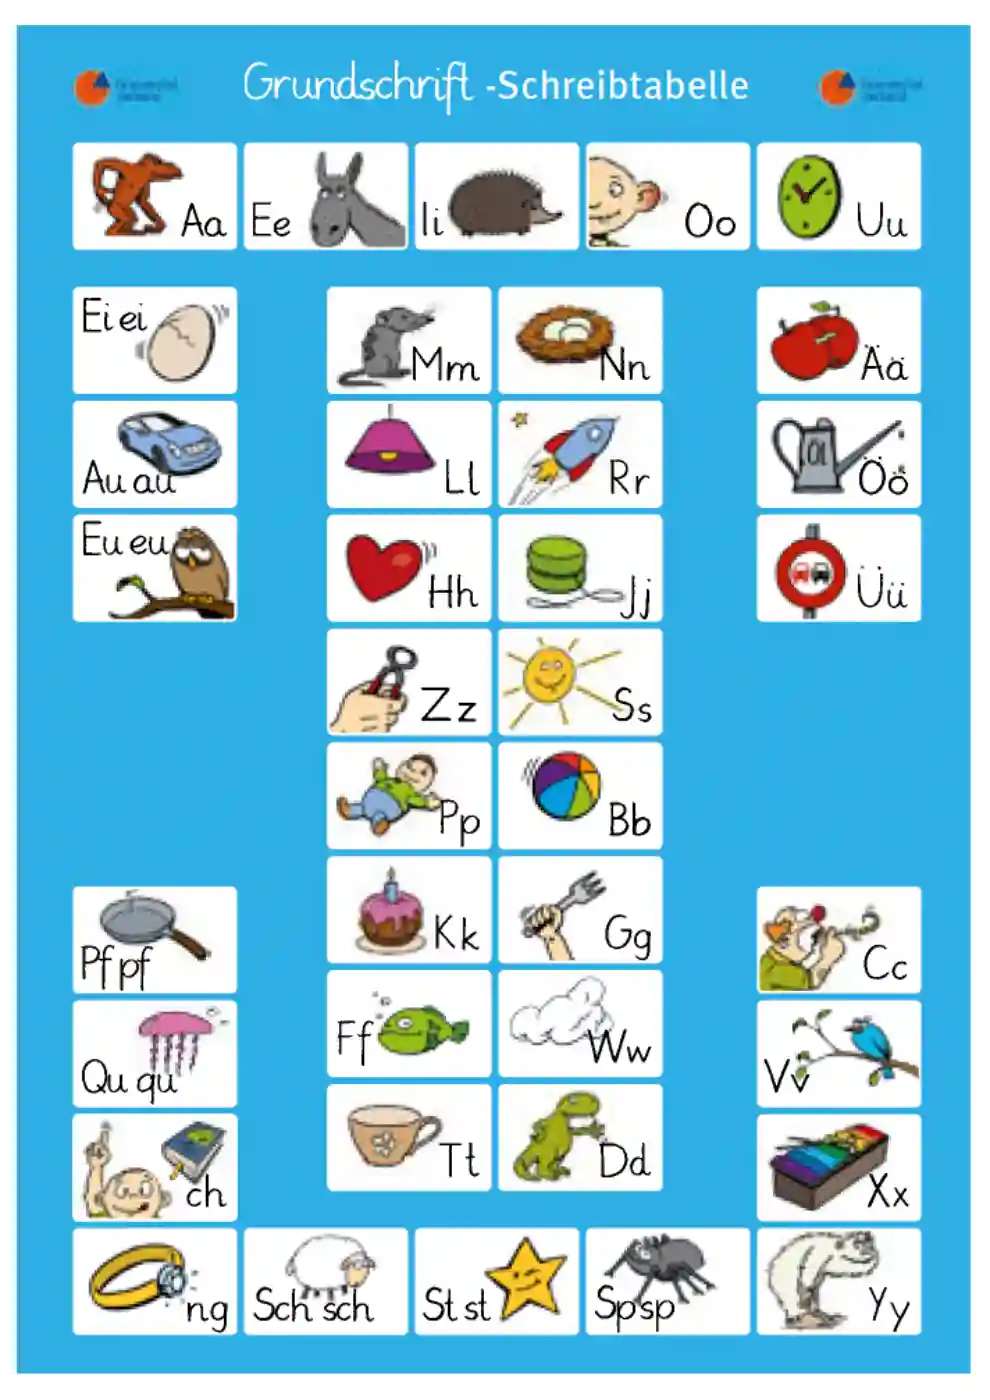 Grundschrift -Schreibtabelle
Aa Ee Ii Oo Uu
Ei ei Mm Nn Ää
Au au Ll Rr ÖL Öö
Eu eu Hh Jj Üü
Zz Ss
Pp Bb
Pf pf Kk Gg Cc
Qu qu Ff Ww Vv
ch Tt Dd Xx
ng Sch sch St st Sp sp Yy